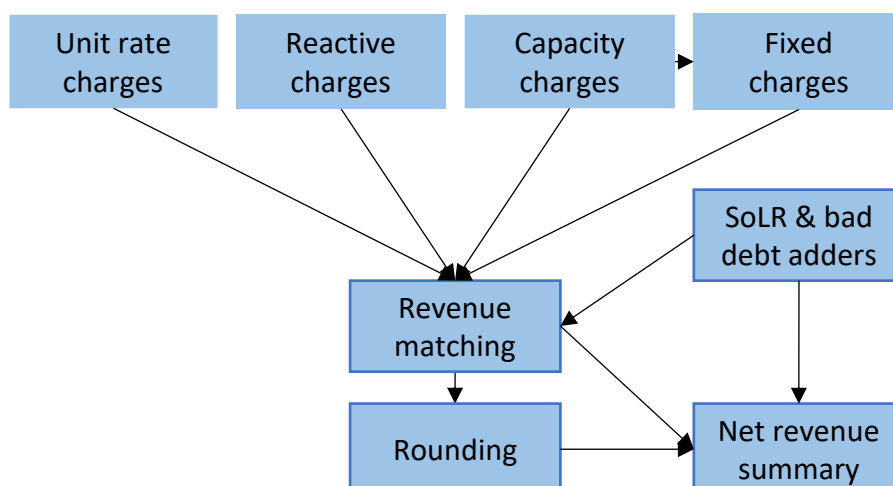 Unit rate
charges
Reactive
charges
Capacity
charges
Fixed
charges
SoLR & bad
debt adders
Revenue
matching
Rounding
Net revenue
summary